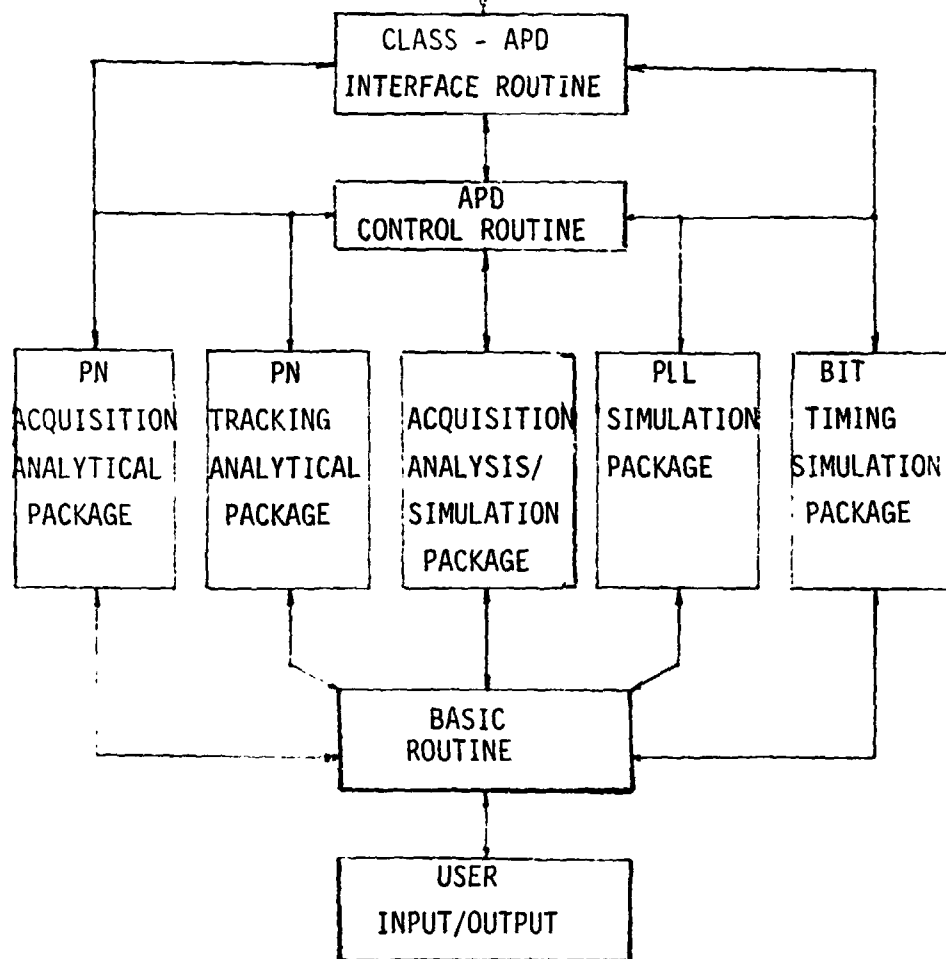 CLASS - APD
INTERFACE ROUTINE
APD
CONTROL ROUTINE
PN
ACQUISITION
ANALYTICAL
PACKAGE
PN
TRACKING
ANALYTICAL
PACKAGE
ACQUISITION
ANALYSIS/
SIMULATION
PACKAGE
PLL
SIMULATION
PACKAGE
BIT
TIMING
SIMULATION
PACKAGE
BASIC
ROUTINE
USER
INPUT/OUTPUT